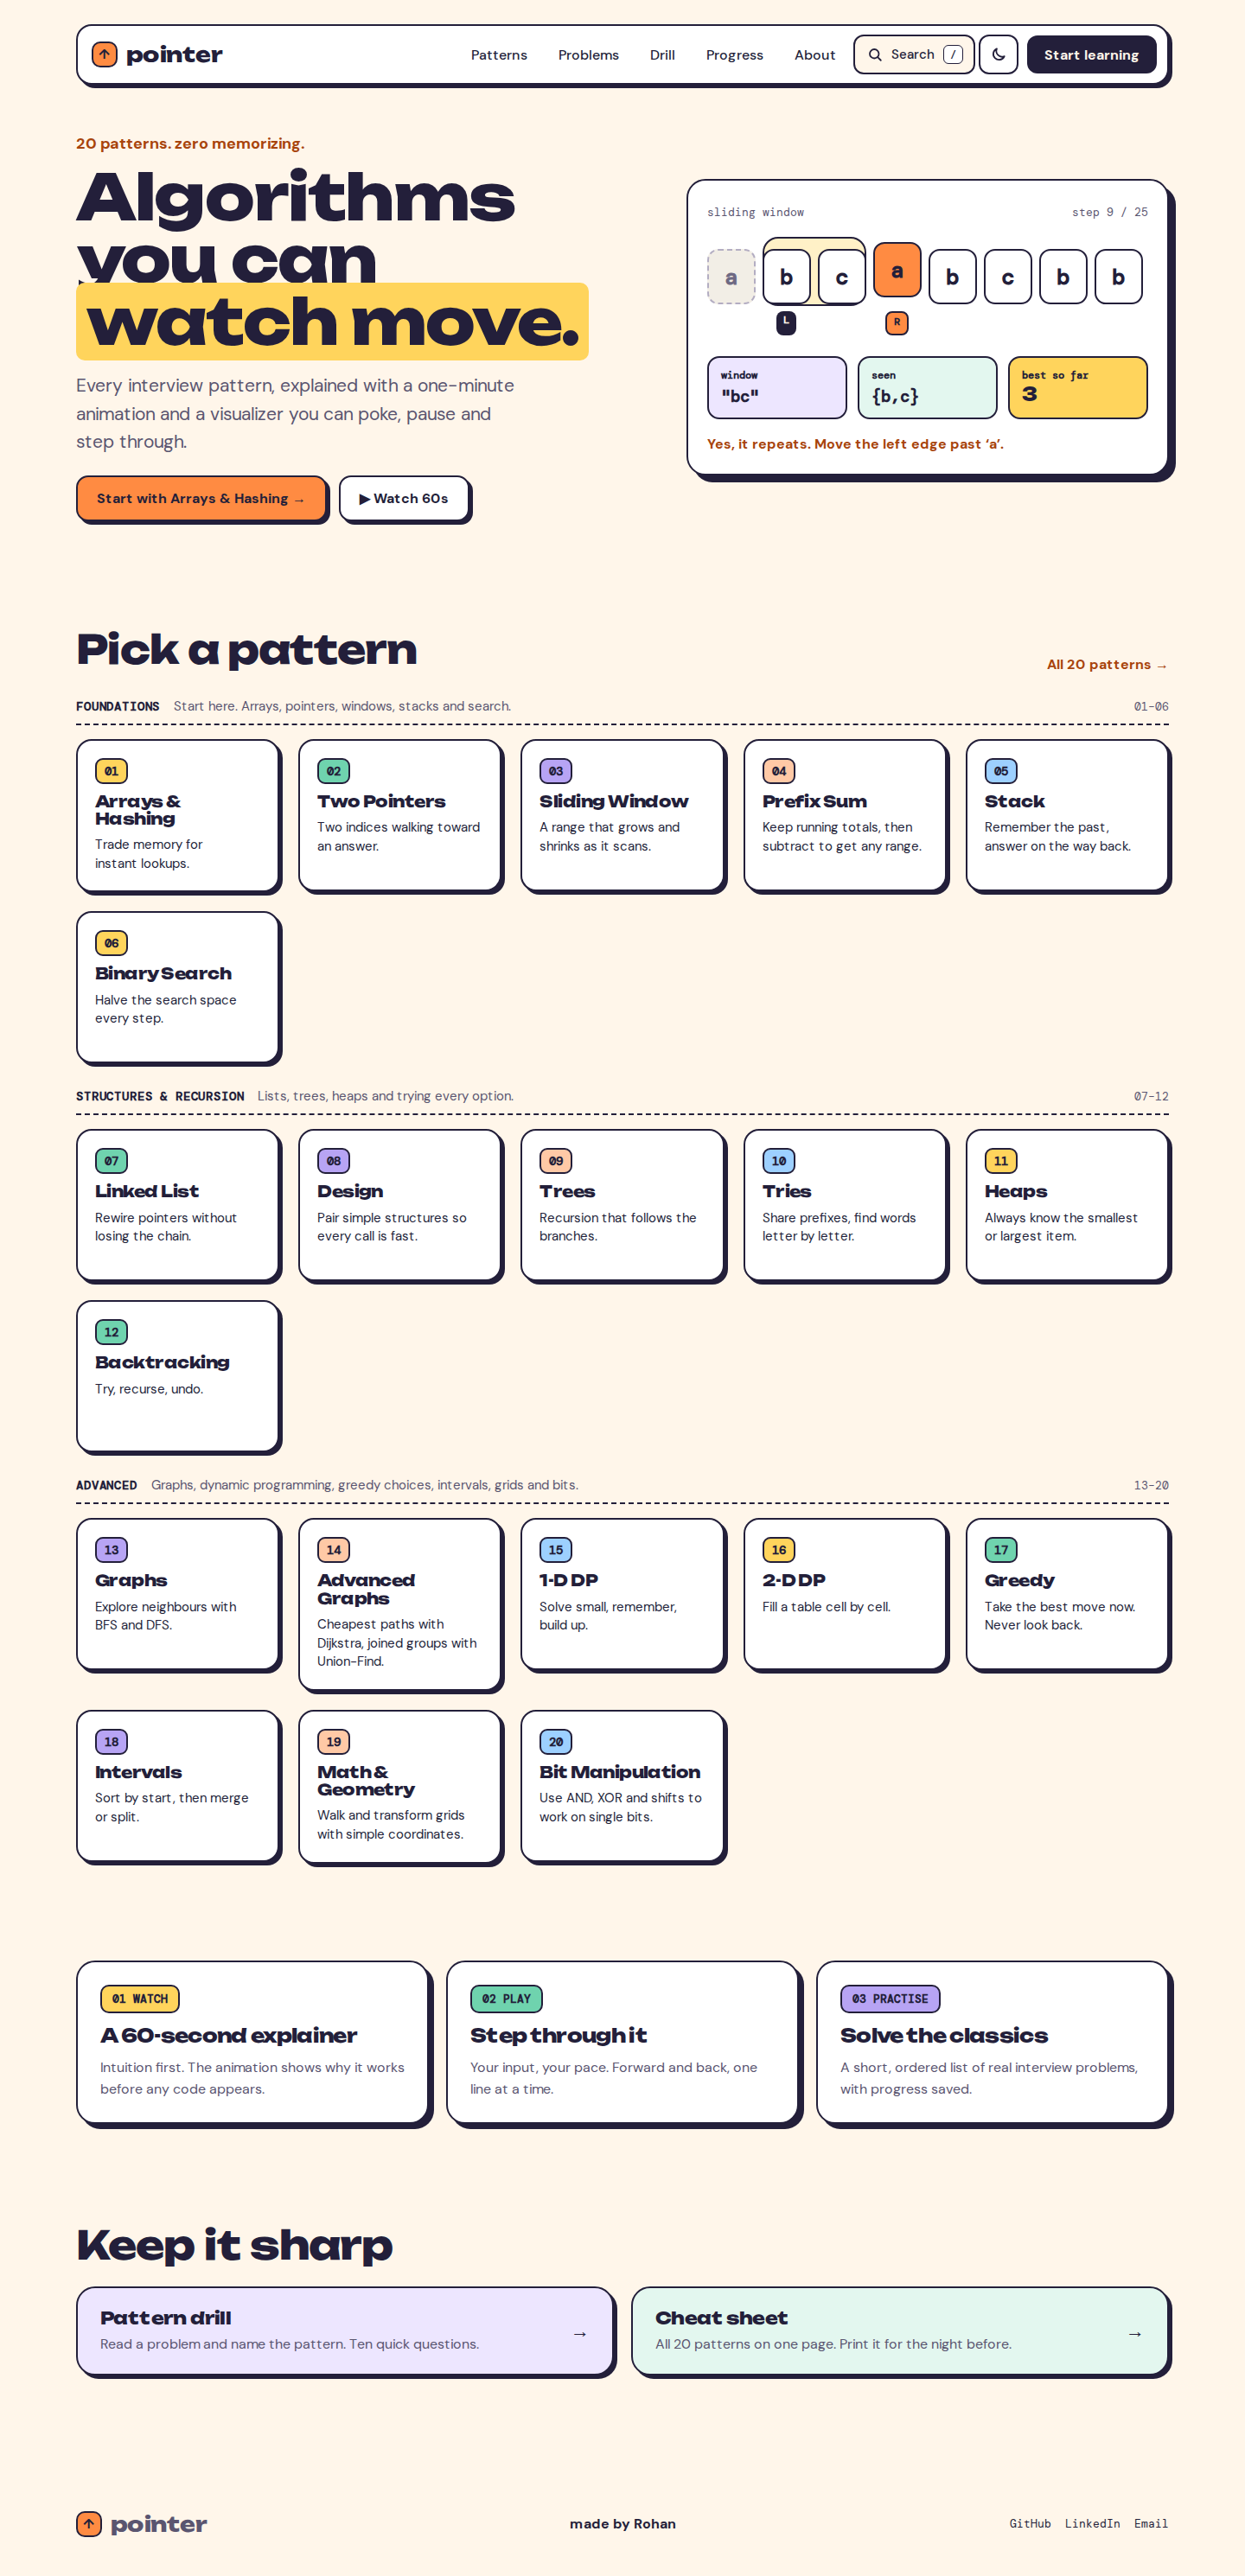 pointer
Patterns Problems Drill Progress About Search / Start learning
20 patterns. zero memorizing.
Algorithms
you can
watch move.
Every interview pattern, explained with a one-minute
animation and a visualizer you can poke, pause and
step through.
Start with Arrays & Hashing →
▶ Watch 60s
sliding window step 9 / 25
a b c a b c b b
L R
window
"bc"
seen
{b,c}
best so far
3
Yes, it repeats. Move the left edge past ‘a’.
Pick a pattern
All 20 patterns →
FOUNDATIONS Start here. Arrays, pointers, windows, stacks and search. 01–06
01
Arrays &
Hashing
Trade memory for
instant lookups.
02
Two Pointers
Two indices walking toward
an answer.
03
Sliding Window
A range that grows and
shrinks as it scans.
04
Prefix Sum
Keep running totals, then
subtract to get any range.
05
Stack
Remember the past,
answer on the way back.
06
Binary Search
Halve the search space
every step.
STRUCTURES & RECURSION Lists, trees, heaps and trying every option. 07–12
07
Linked List
Rewire pointers without
losing the chain.
08
Design
Pair simple structures so
every call is fast.
09
Trees
Recursion that follows the
branches.
10
Tries
Share prefixes, find words
letter by letter.
11
Heaps
Always know the smallest
or largest item.
12
Backtracking
Try, recurse, undo.
ADVANCED Graphs, dynamic programming, greedy choices, intervals, grids and bits. 13–20
13
Graphs
Explore neighbours with
BFS and DFS.
14
Advanced
Graphs
Cheapest paths with
Dijkstra, joined groups with
Union-Find.
15
1-D DP
Solve small, remember,
build up.
16
2-D DP
Fill a table cell by cell.
17
Greedy
Take the best move now.
Never look back.
18
Intervals
Sort by start, then merge
or split.
19
Math &
Geometry
Walk and transform grids
with simple coordinates.
20
Bit Manipulation
Use AND, XOR and shifts to
work on single bits.
01 WATCH
A 60-second explainer
Intuition first. The animation shows why it works
before any code appears.
02 PLAY
Step through it
Your input, your pace. Forward and back, one
line at a time.
03 PRACTISE
Solve the classics
A short, ordered list of real interview problems,
with progress saved.
Keep it sharp
Pattern drill
Read a problem and name the pattern. Ten quick questions.
→
Cheat sheet
All 20 patterns on one page. Print it for the night before.
→
pointer
made by Rohan
GitHub LinkedIn Email